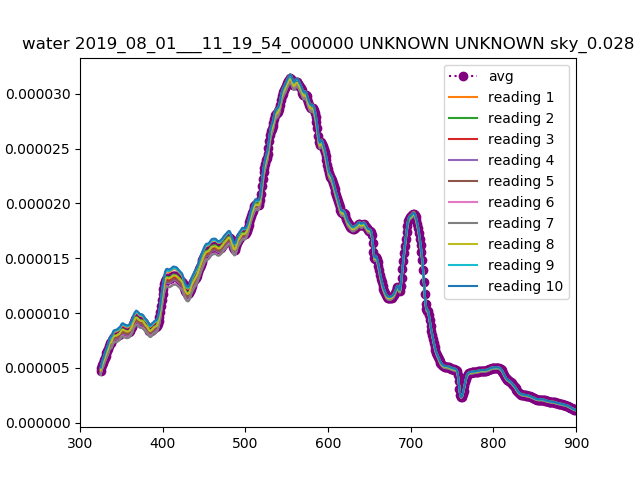 water 2019_08_01___11_19_54_000000 UNKNOWN UNKNOWN sky_0.028
0.000030
0.000025
0.000020
0.000015
0.000010
0.000005
0.000000
300 400 500 600 700 800 900
avg
reading 1
reading 2
reading 3
reading 4
reading 5
reading 6
reading 7
reading 8
reading 9
reading 10